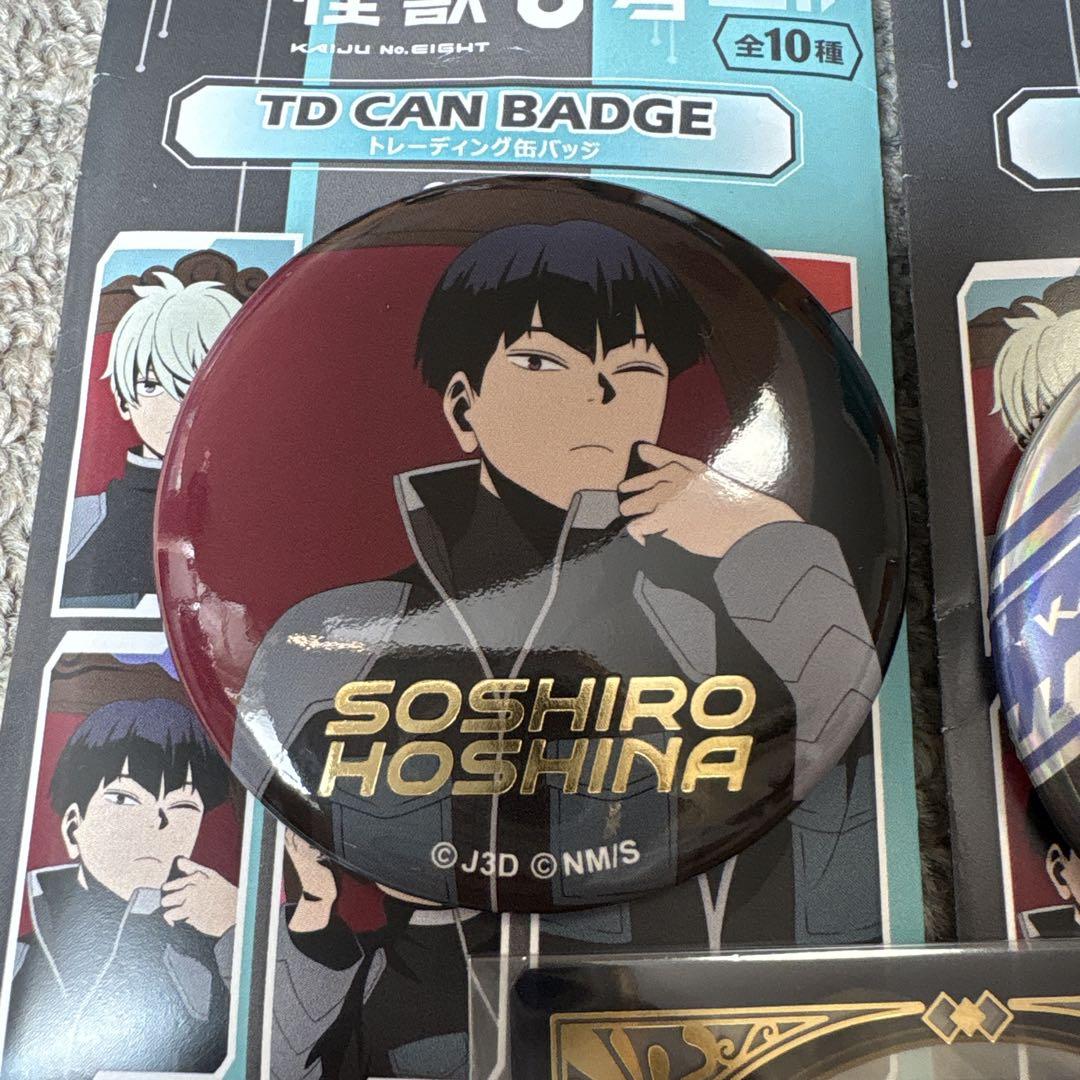 怪獣8号
KAIJU No.EIGHT
全10種
TD CAN BADGE
トレーディング缶バッジ
SOSHIRO
HOSHINA
©J3D ©NM/S